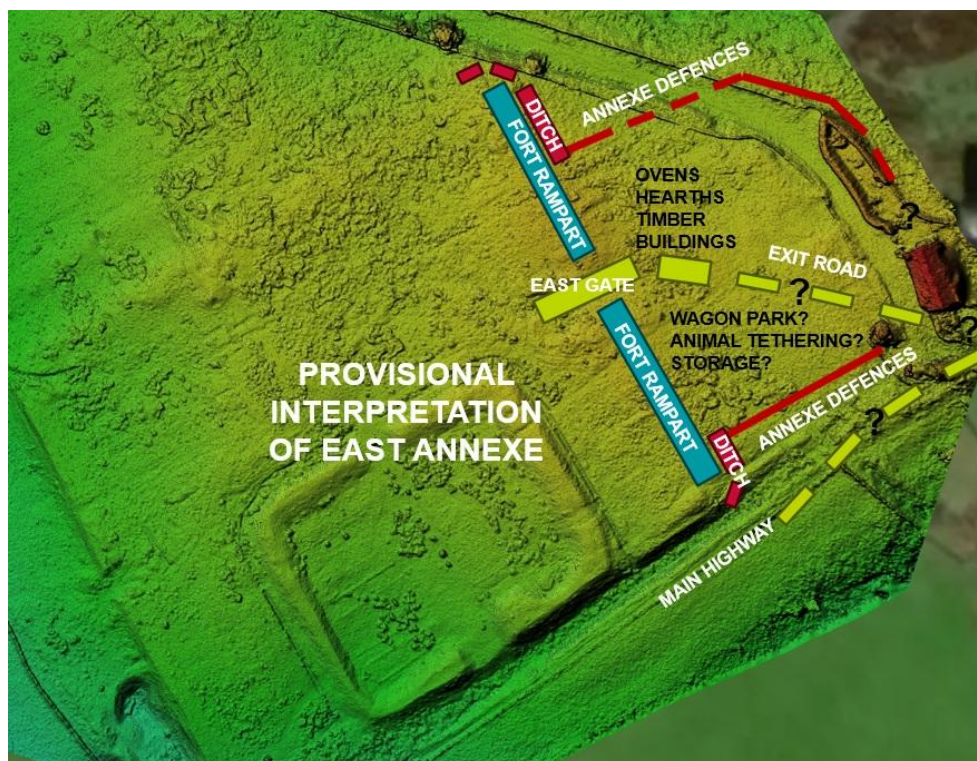 ANNEXE DEFENCES
DITCH
FORT RAMPART
OVENS
HEARTHS
TIMBER
BUILDINGS
?
EXIT ROAD
EAST GATE
?
?
WAGON PARK?
ANIMAL TETHERING?
STORAGE?
FORT RAMPART
PROVISIONAL
INTERPRETATION
OF EAST ANNEXE
ANNEXE DEFENCES
?
DITCH
MAIN HIGHWAY